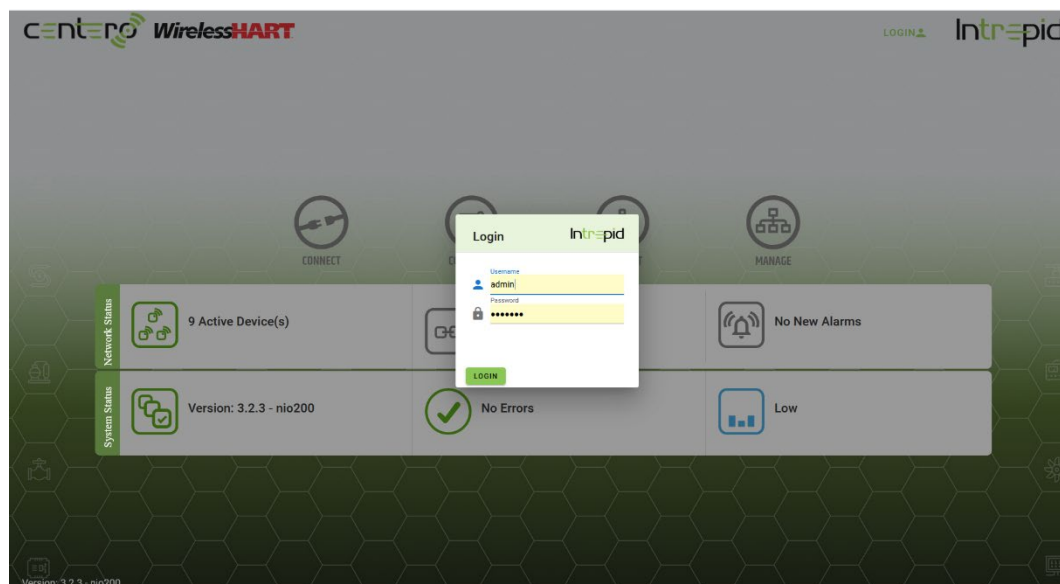 centero WirelessHART
LOGIN
Intrepid
CONNECT
MANAGE
Login
Intrepid
Username
admin
Password
•••••••
LOGIN
Network Status
9 Active Device(s)
No New Alarms
System Status
Version: 3.2.3 - nio200
No Errors
Low
Version: 3.2.3 - nio200